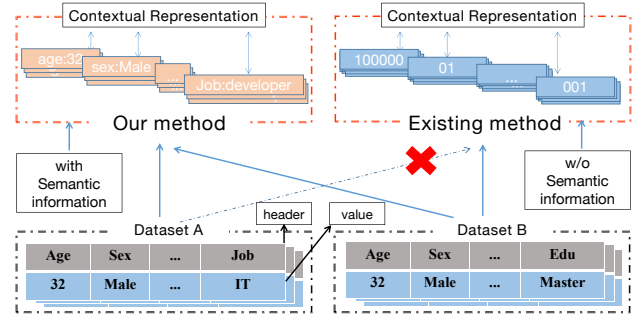 Contextual Representation
Contextual Representation
age:32
sex:Male
...
Job:developer
100000
01
...
001
Our method
Existing method
with
Semantic
information
w/o
Semantic
information
header
value
Dataset A
Dataset B
Age Sex ... Job
32 Male ... IT
Age Sex ... Edu
32 Male ... Master